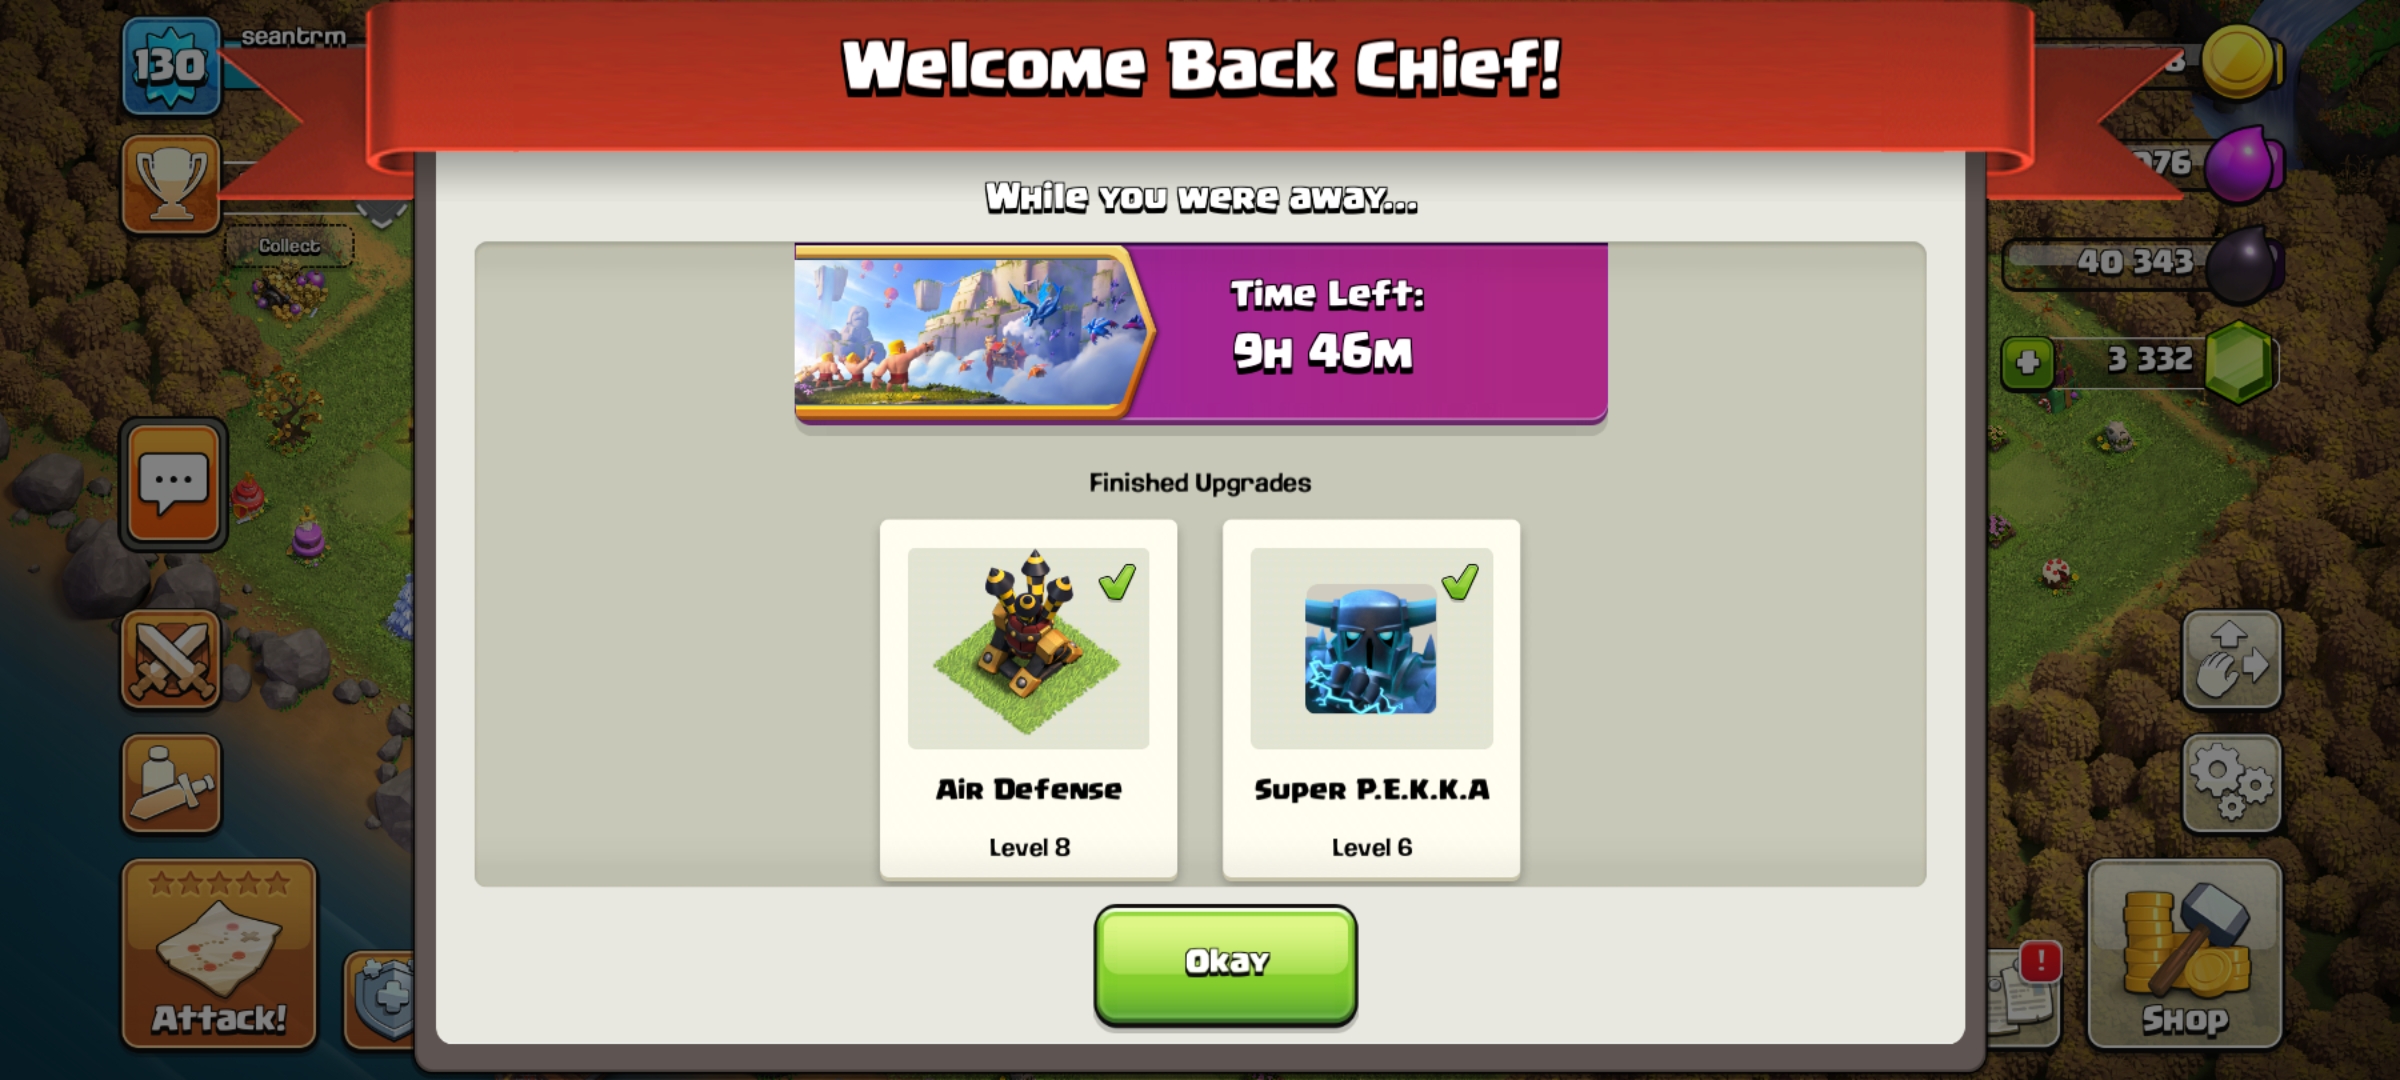 Welcome Back Chief!
130
seantrm
While you were away...
Collect
40 343
3 332
Time Left:
9H 46M
Finished Upgrades
Air Defense
Level 8
Super P.E.K.K.A
Level 6
Okay
Attack!
!
Shop